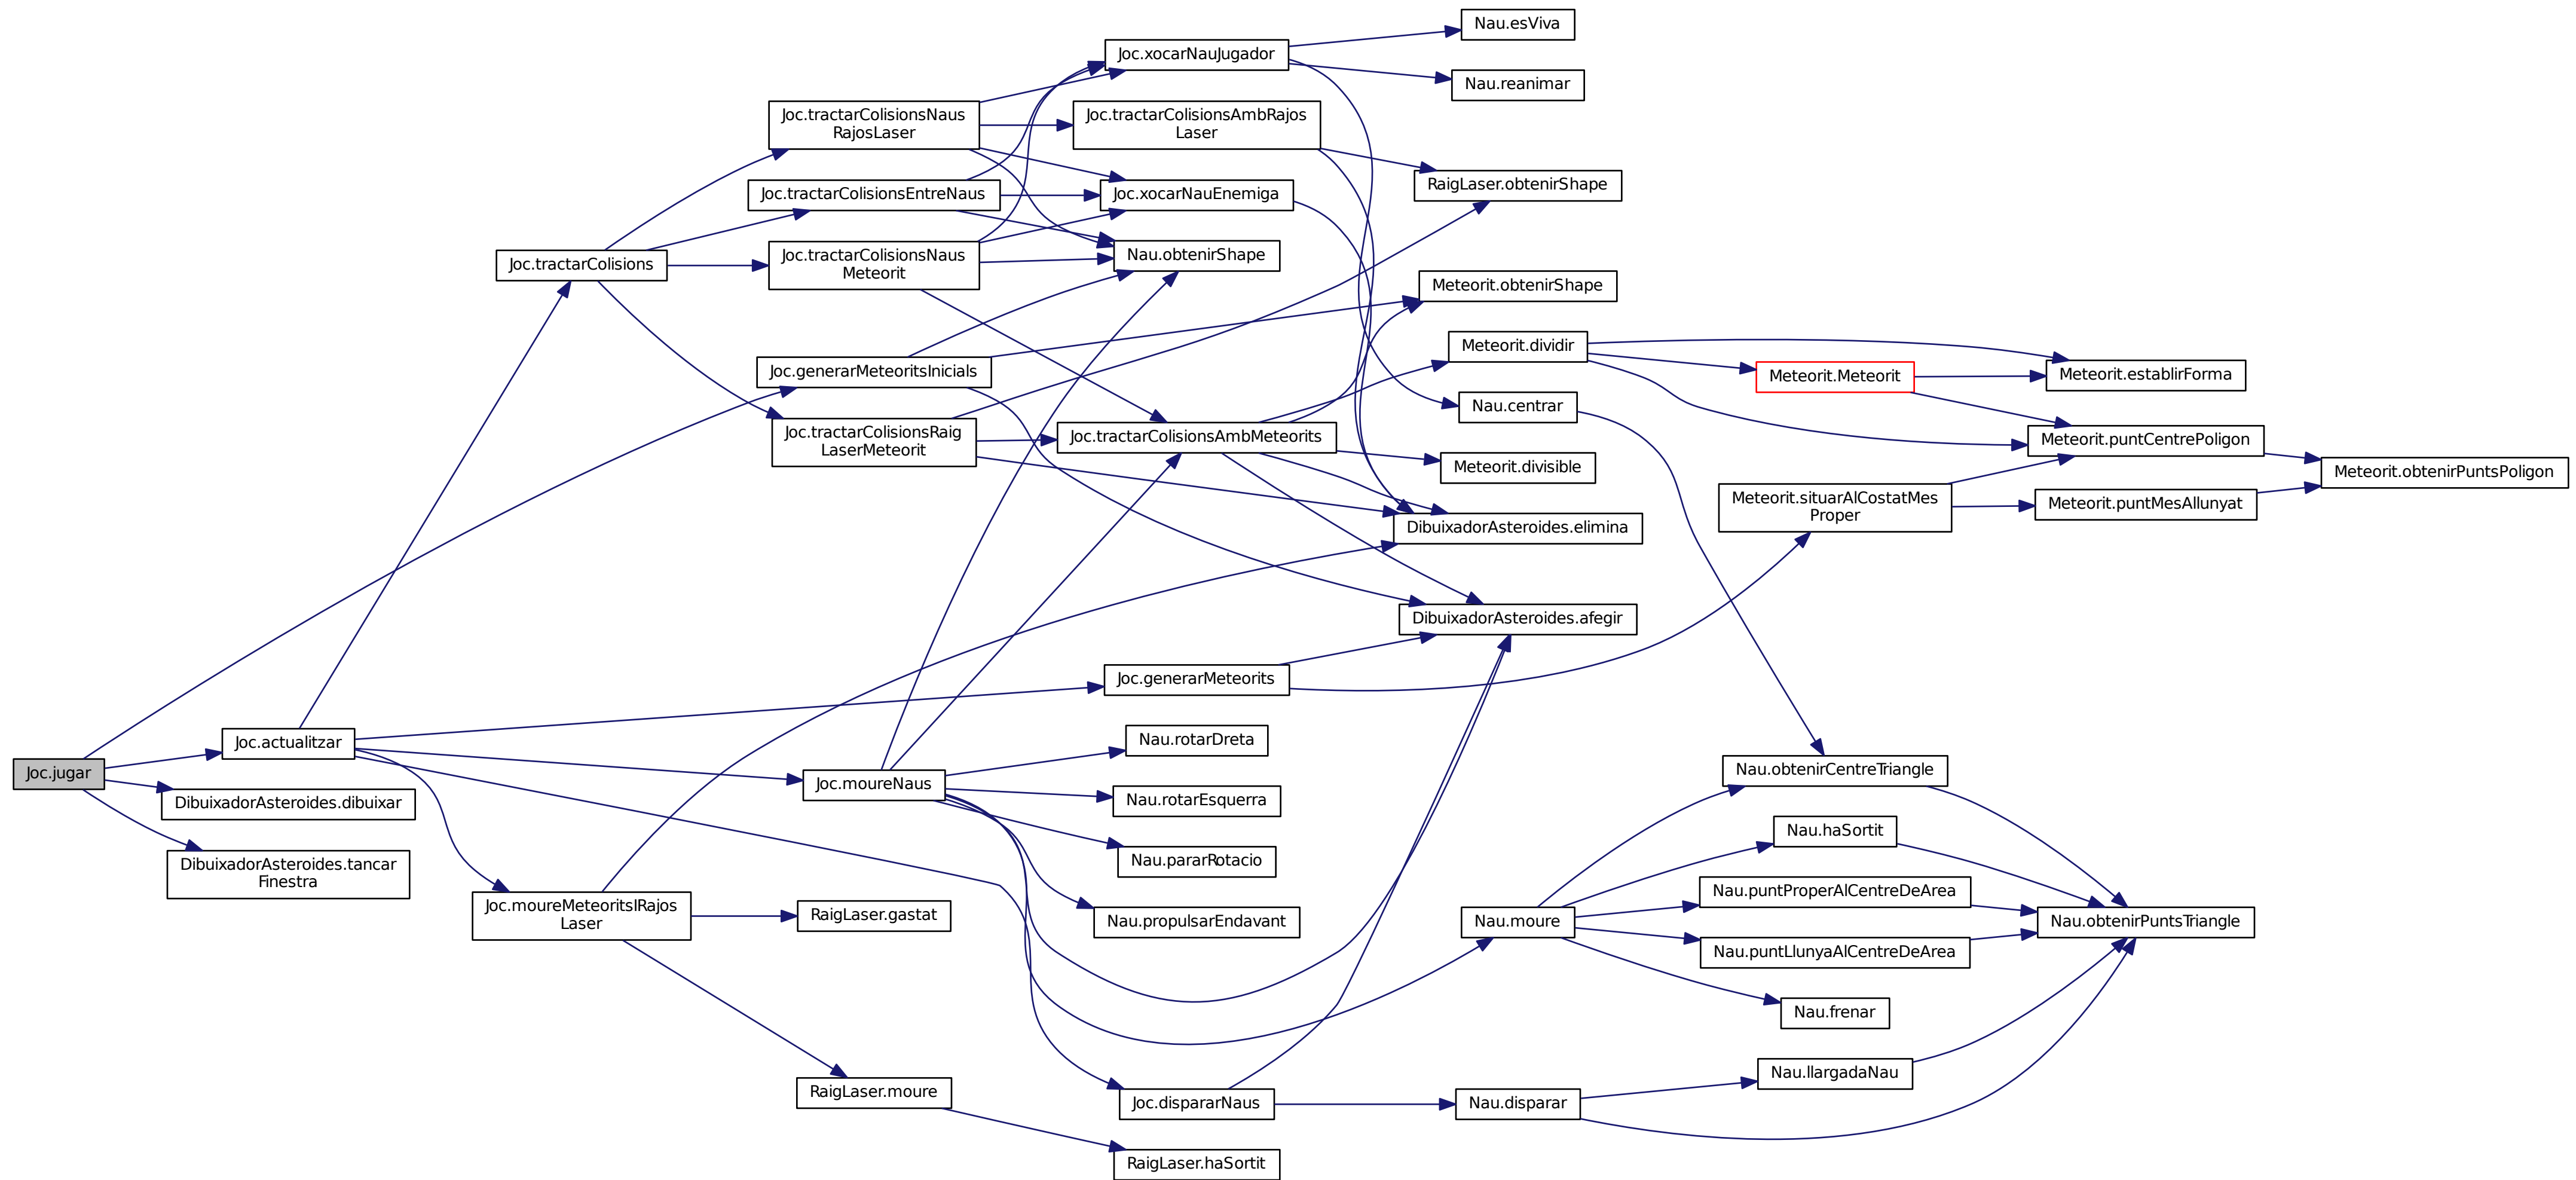 Joc.jugar
Joc.actualitzar
DibuixadorAsteroides.dibuixar
DibuixadorAsteroides.tancar
Finestra
Joc.tractarColisions
Joc.moureMeteoritsIRajos
Laser
Joc.tractarColisionsNaus
RajosLaser
Joc.tractarColisionsEntreNaus
Joc.tractarColisionsNaus
Meteorit
Joc.generarMeteoritsInicials
Joc.tractarColisionsRaig
LaserMeteorit
Joc.moureNaus
RaigLaser.gastat
RaigLaser.moure
Joc.xocarNauJugador
Joc.tractarColisionsAmbRajos
Laser
Joc.xocarNauEnemiga
Nau.obtenirShape
Joc.tractarColisionsAmbMeteorits
Joc.generarMeteorits
Nau.rotarDreta
Nau.rotarEsquerra
Nau.pararRotacio
Nau.propulsarEndavant
Joc.dispararNaus
RaigLaser.haSortit
Nau.esViva
Nau.reanimar
RaigLaser.obtenirShape
Meteorit.obtenirShape
Meteorit.dividir
Nau.centrar
Meteorit.divisible
DibuixadorAsteroides.elimina
DibuixadorAsteroides.afegir
Nau.moure
Nau.disparar
Meteorit.Meteorit
Meteorit.situarAlCostatMes
Proper
Nau.obtenirCentreTriangle
Nau.haSortit
Nau.puntProperAlCentreDeArea
Nau.puntLlunyaAlCentreDeArea
Nau.frenar
Nau.llargadaNau
Meteorit.establirForma
Meteorit.puntCentrePoligon
Meteorit.puntMesAllunyat
Nau.obtenirPuntsTriangle
Meteorit.obtenirPuntsPoligon